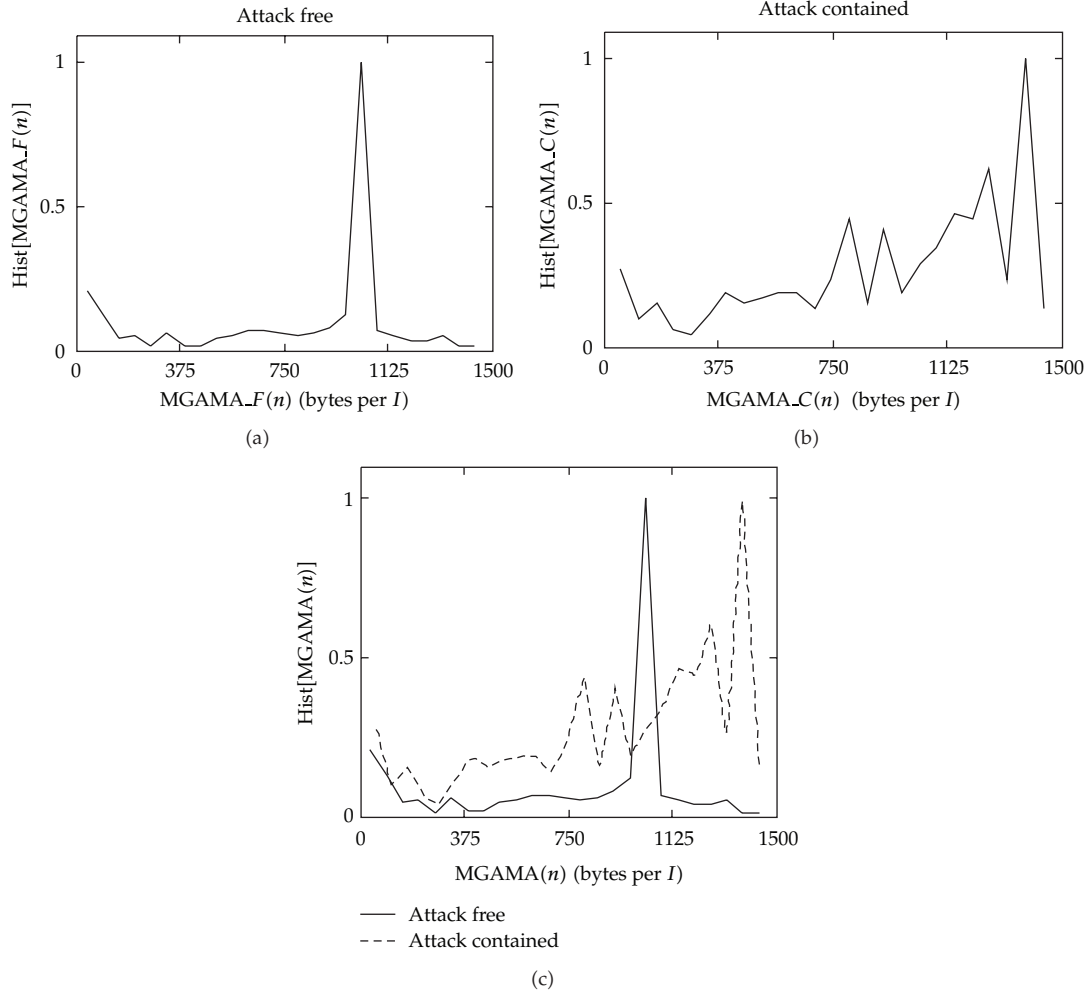 Attack free
1
0.5
0
0
375
750
1125
1500
Hist[MGAMA_F(n)]
MGAMA_F(n) (bytes per I)
(a)
Attack contained
1
0.5
0
0
375
750
1125
1500
Hist[MGAMA_C(n)]
MGAMA_C(n) (bytes per I)
(b)
1
0.5
0
0
375
750
1125
1500
Hist[MGAMA(n)]
MGAMA(n) (bytes per I)
Attack free
Attack contained
(c)